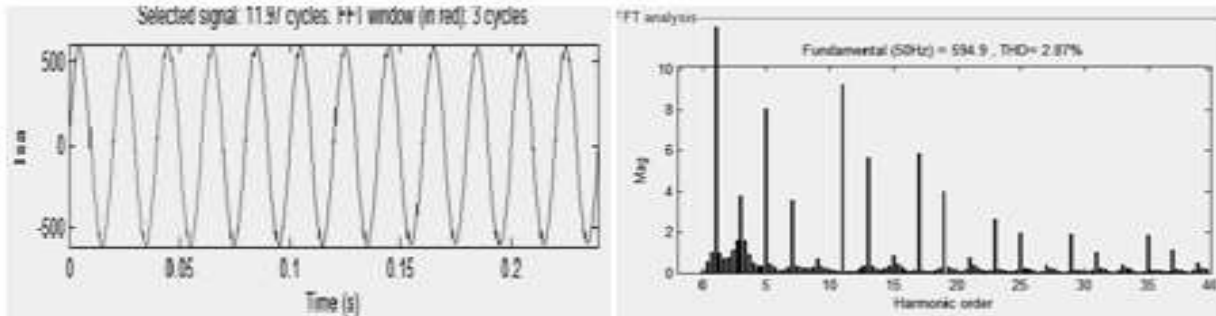 Selected signal: 11.97 cycles. FFT window (in red): 3 cycles
500
0
-500
0 0.05 0.1 0.15 0.2
Time (s)
FFT analysis
Fundamental (50Hz) = 594.9 , THD= 2.87%
10
8
6
4
2
0
Mag
0 5 10 15 20 25 30 35 40
Harmonic order